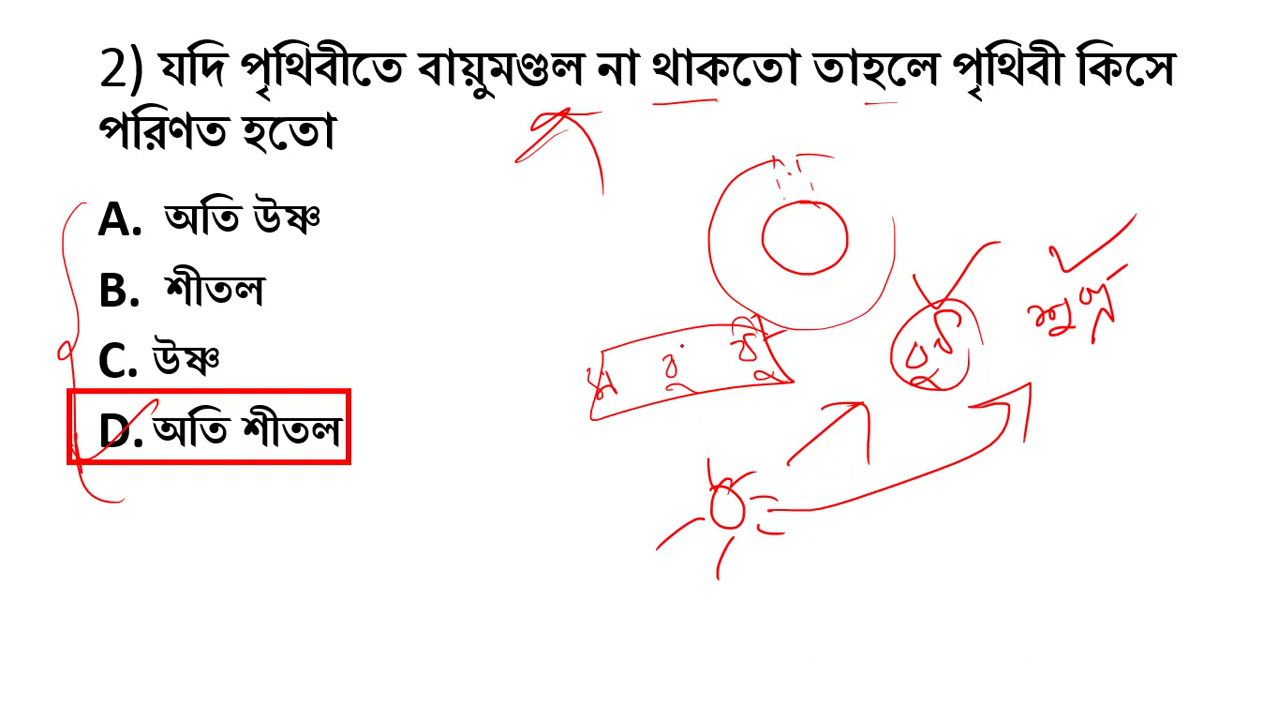 2) যদি পৃথিবীতে বায়ুমণ্ডল না থাকতো তাহলে পৃথিবী কিসে
পরিণত হতো
A. অতি উষ্ণ
B. শীতল
C. উষ্ণ
D. অতি শীতল